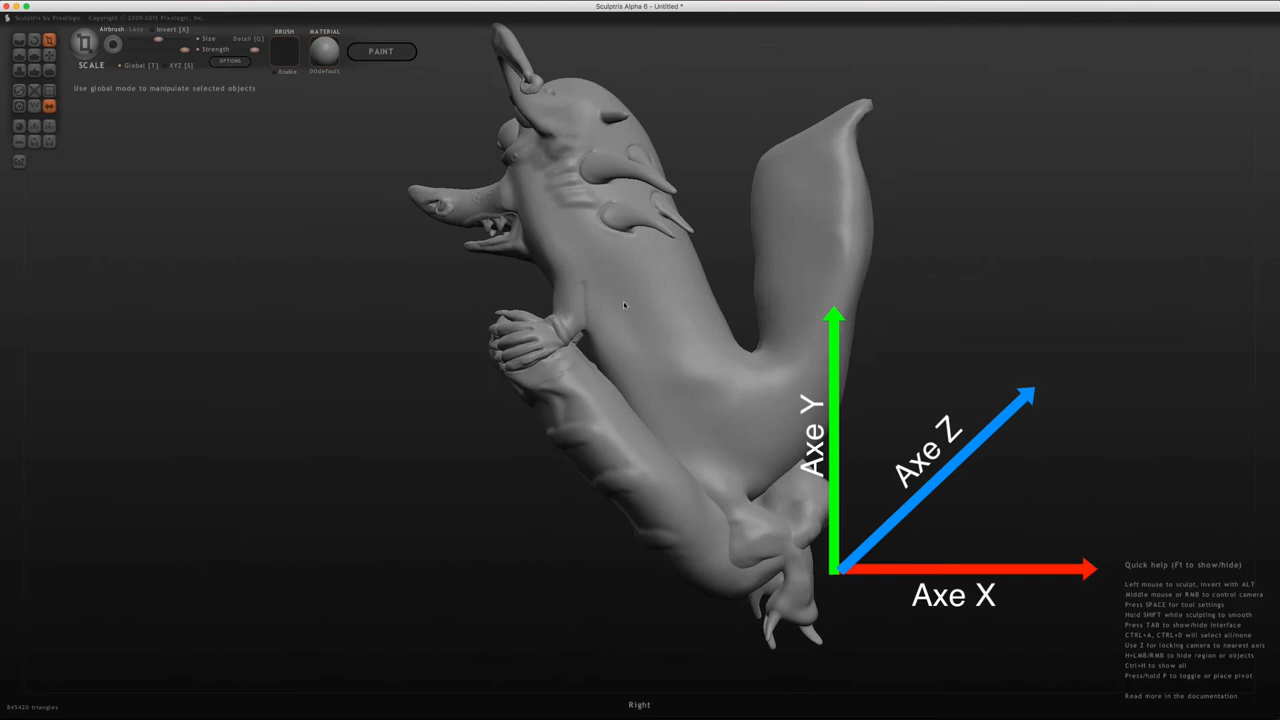 Sculptris Alpha 6 - Untitled *
Sculptris by Pixologic Copyright © 2009-2015 Pixologic, Inc.
Airbrush Lazy Invert [X]
Size Detail [Q]
Strength
SCALE Global [T] XYZ [S] OPTIONS
BRUSH
Enable
MATERIAL
00default
PAINT
Use global mode to manipulate selected objects
Axe Y
Axe Z
Axe X
Quick help (F1 to show/hide)
Left mouse to sculpt, invert with ALT
Middle mouse or RMB to control camera
Press SPACE for tool settings
Hold SHIFT while sculpting to smooth
Press TAB to show/hide interface
CTRL+A, CTRL+D will select all/none
Use Z for locking camera to nearest axis
H+LMB/RMB to hide region or objects
Ctrl+H to show all
Press/hold P to toggle or place pivot
Read more in the documentation
Right
845420 triangles